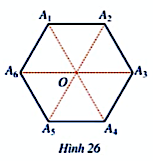 A₁ A₂
A₆ O A₃
A₅ A₄
Hình 26